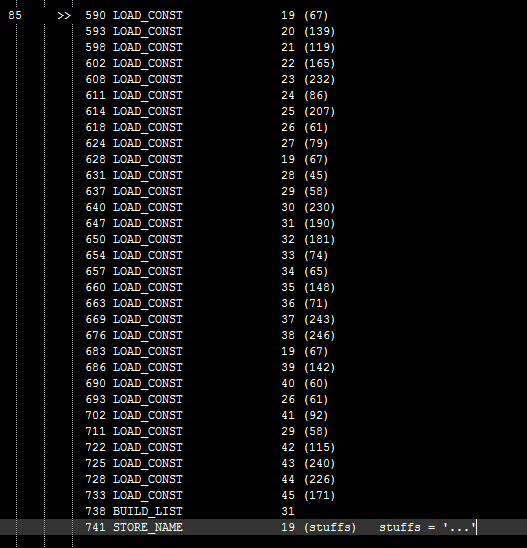 85 >> 590 LOAD_CONST 19 (67)
593 LOAD_CONST 20 (139)
598 LOAD_CONST 21 (119)
602 LOAD_CONST 22 (165)
608 LOAD_CONST 23 (232)
611 LOAD_CONST 24 (86)
614 LOAD_CONST 25 (207)
618 LOAD_CONST 26 (61)
624 LOAD_CONST 27 (79)
628 LOAD_CONST 19 (67)
631 LOAD_CONST 28 (45)
637 LOAD_CONST 29 (58)
640 LOAD_CONST 30 (230)
647 LOAD_CONST 31 (190)
650 LOAD_CONST 32 (181)
654 LOAD_CONST 33 (74)
657 LOAD_CONST 34 (65)
660 LOAD_CONST 35 (148)
663 LOAD_CONST 36 (71)
669 LOAD_CONST 37 (243)
676 LOAD_CONST 38 (246)
683 LOAD_CONST 19 (67)
686 LOAD_CONST 39 (142)
690 LOAD_CONST 40 (60)
693 LOAD_CONST 26 (61)
702 LOAD_CONST 41 (92)
711 LOAD_CONST 29 (58)
722 LOAD_CONST 42 (115)
725 LOAD_CONST 43 (240)
728 LOAD_CONST 44 (226)
733 LOAD_CONST 45 (171)
738 BUILD_LIST 31
741 STORE_NAME 19 (stuffs) stuffs = '...'